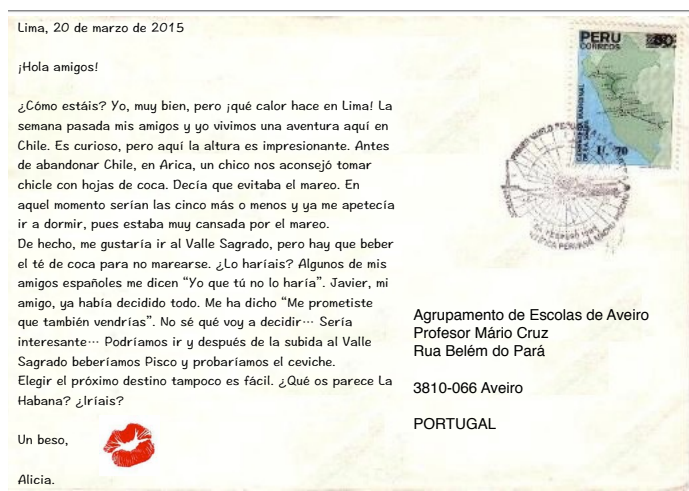 Lima, 20 de marzo de 2015
¡Hola amigos!
¿Cómo estáis? Yo, muy bien, pero ¡qué calor hace en Lima! La
semana pasada mis amigos y yo vivimos una aventura aquí en
Chile. Es curioso, pero aquí la altura es impresionante. Antes
de abandonar Chile, en Arica, un chico nos aconsejó tomar
chicle con hojas de coca. Decía que evitaba el mareo. En
aquel momento serían las cinco más o menos y ya me apetecía
ir a dormir, pues estaba muy cansada por el mareo.
De hecho, me gustaría ir al Valle Sagrado, pero hay que beber
el té de coca para no marearse. ¿Lo haríais? Algunos de mis
amigos españoles me dicen “Yo que tú no lo haría”. Javier, mi
amigo, ya había decidido todo. Me ha dicho “Me prometiste
que también vendrías”. No sé qué voy a decidir… Sería
interesante… Podríamos ir y después de la subida al Valle
Sagrado beberíamos Pisco y probaríamos el ceviche.
Elegir el próximo destino tampoco es fácil. ¿Qué os parece La
Habana? ¿Iríais?
Un beso,
Alicia.
PERU 80
CORREOS
CARRETERA MARGINAL
DE LA SELVA
I/. 70
Agrupamento de Escolas de Aveiro
Profesor Mário Cruz
Rua Belém do Pará
3810-066 Aveiro
PORTUGAL